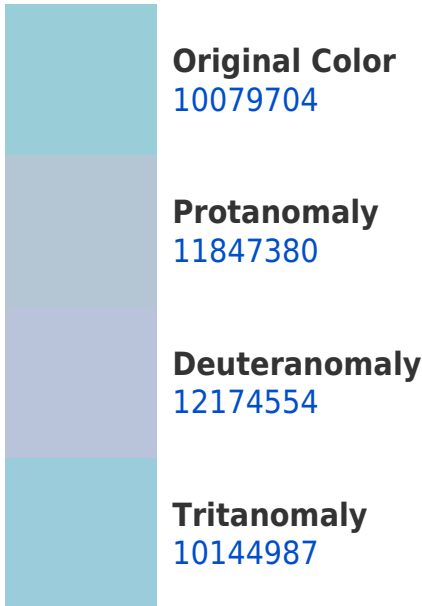 Original Color
10079704
Protanomaly
11847380
Deuteranomaly
12174554
Tritanomaly
10144987